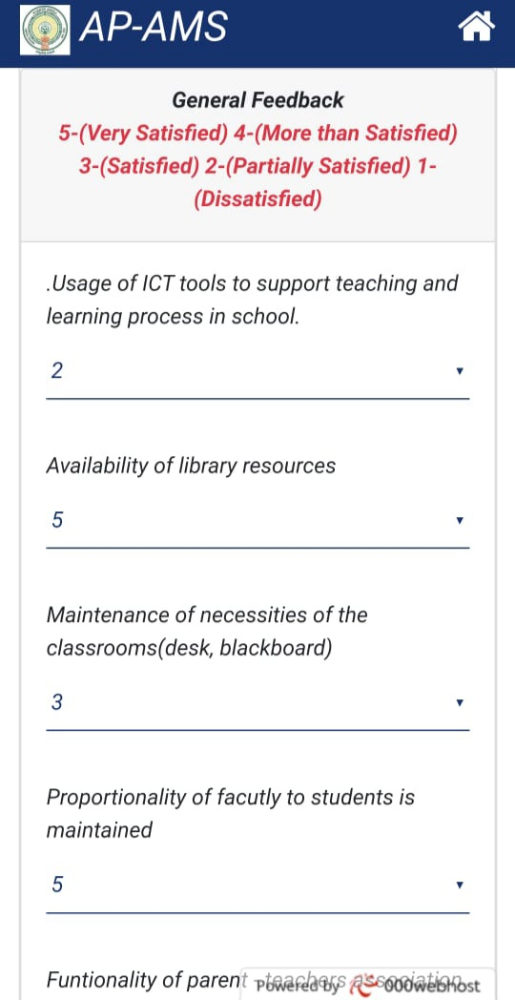 AP-AMS
General Feedback
5-(Very Satisfied) 4-(More than Satisfied)
3-(Satisfied) 2-(Partially Satisfied) 1-
(Dissatisfied)
.Usage of ICT tools to support teaching and
learning process in school.
2
Availability of library resources
5
Maintenance of necessities of the
classrooms(desk, blackboard)
3
Proportionality of facutly to students is
maintained
5
Funtionality of parent - teachers association
Powered by 000webhost